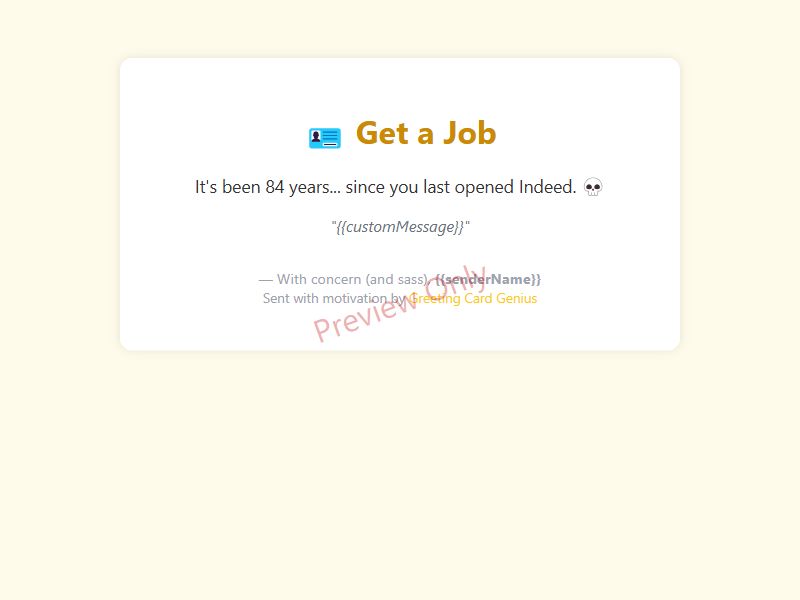 🪪 Get a Job
It's been 84 years... since you last opened Indeed. 💀
"{{customMessage}}"
— With concern (and sass), {{senderName}}
Sent with motivation by Greeting Card Genius
Preview Only